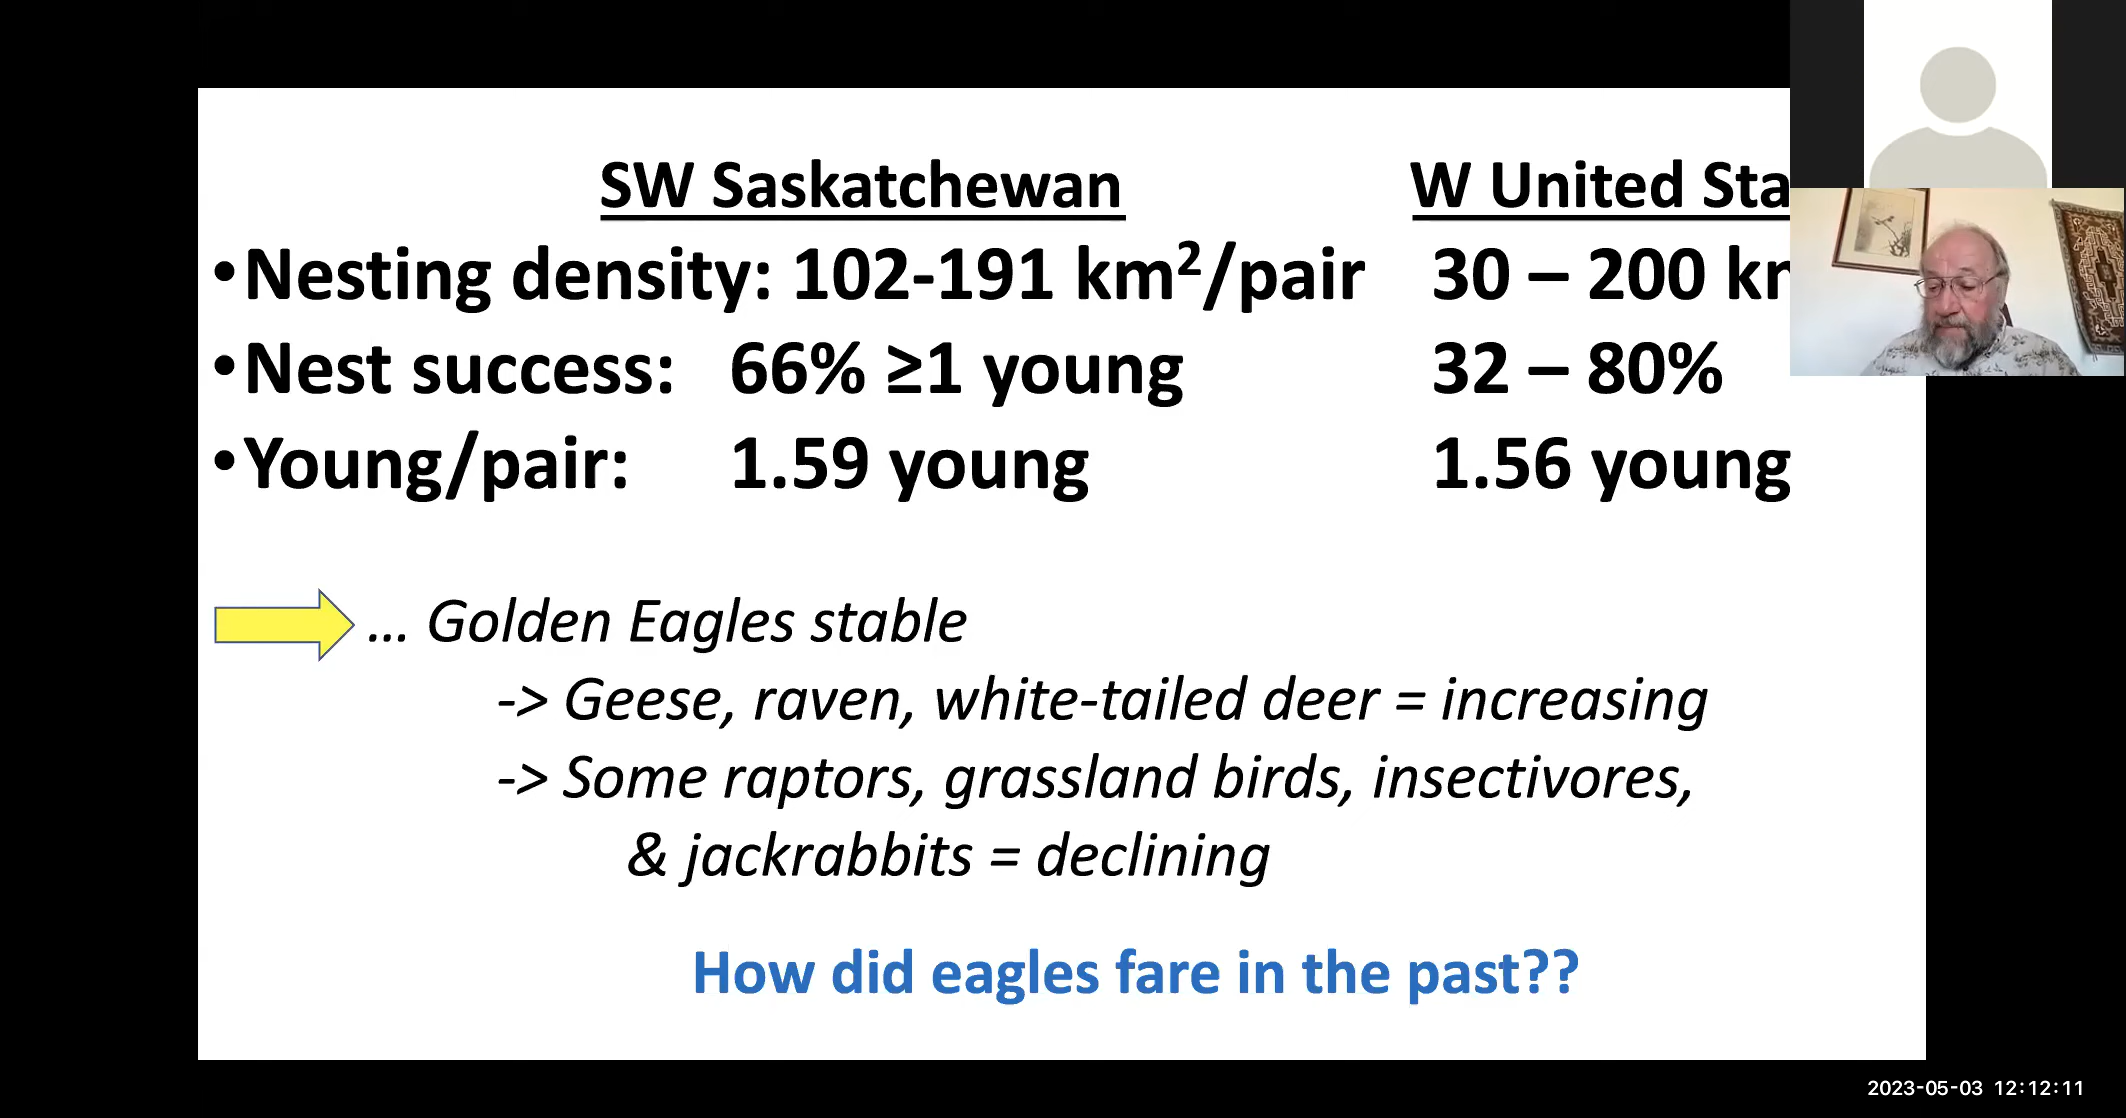 SW Saskatchewan W United Sta
•Nesting density: 102-191 km²/pair 30 – 200 km
•Nest success: 66% ≥1 young 32 – 80%
•Young/pair: 1.59 young 1.56 young
... Golden Eagles stable
-> Geese, raven, white-tailed deer = increasing
-> Some raptors, grassland birds, insectivores,
& jackrabbits = declining
How did eagles fare in the past??
2023-05-03 12:12:11